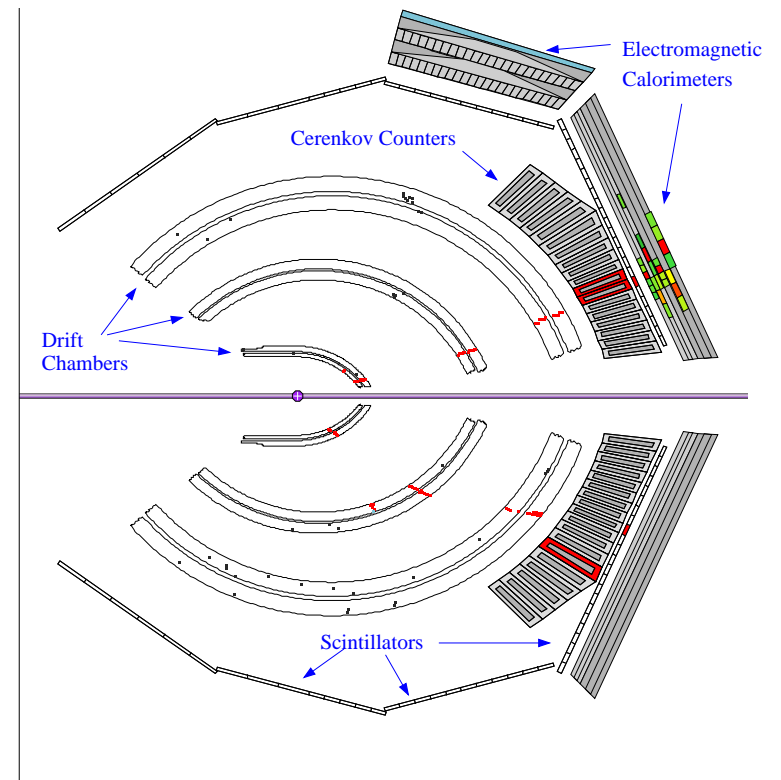 Electromagnetic
Calorimeters
Cerenkov Counters
Drift
Chambers
Scintillators